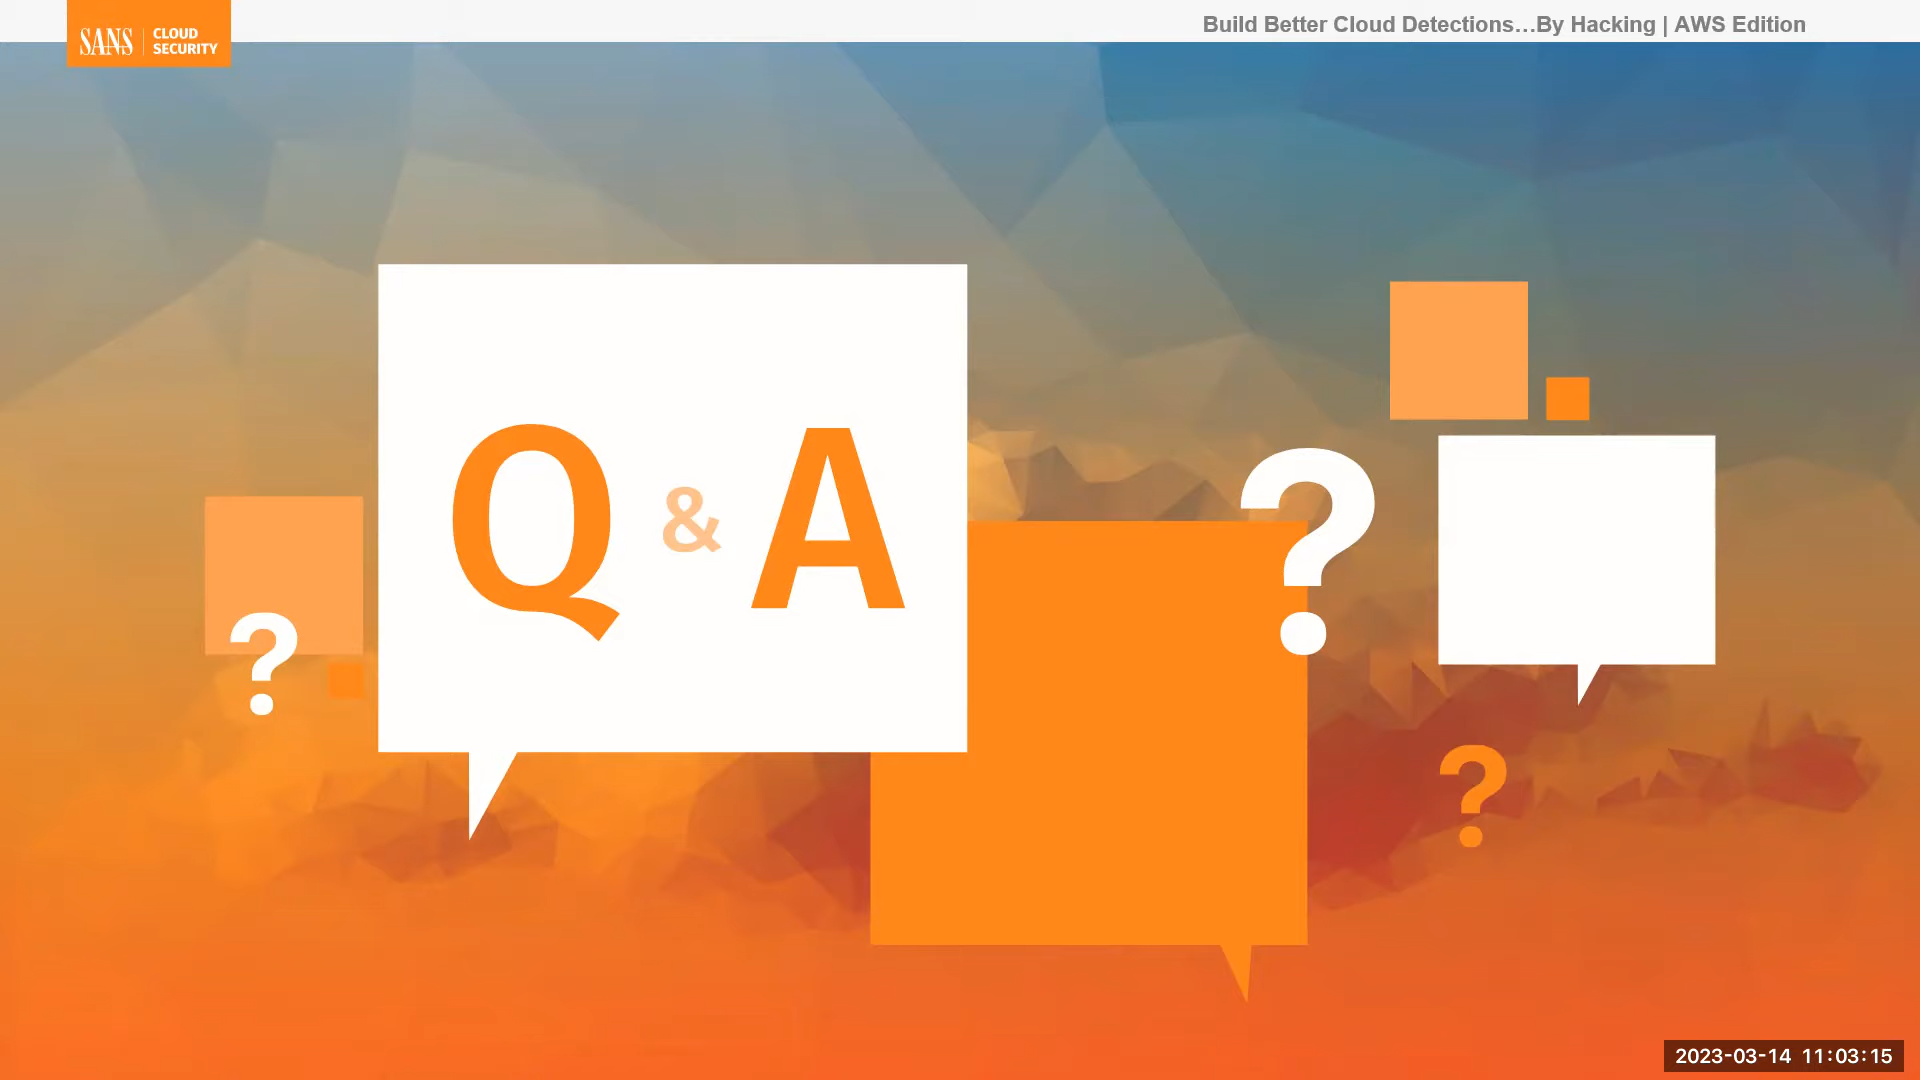 SANS
CLOUD
SECURITY
Build Better Cloud Detections...By Hacking | AWS Edition
Q & A
?
?
?
2023-03-14 11:03:15